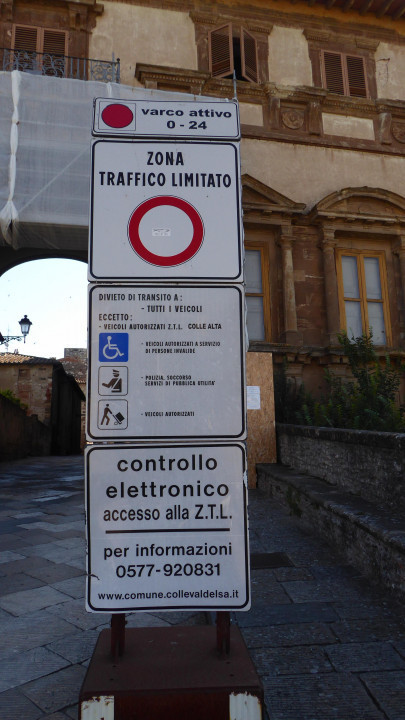 varco attivo
0 - 24
ZONA
TRAFFICO LIMITATO
DIVIETO DI TRANSITO A :
- TUTTI I VEICOLI
ECCETTO :
- VEICOLI AUTORIZZATI Z.T.L. COLLE ALTA
- VEICOLI AUTORIZZATI A SERVIZIO
DI PERSONE INVALIDE
- POLIZIA, SOCCORSO
SERVIZI DI PUBBLICA UTILITA'
- VEICOLI AUTORIZZATI
controllo
elettronico
accesso alla Z.T.L.
per informazioni
0577-920831
www.comune.collevaldelsa.it